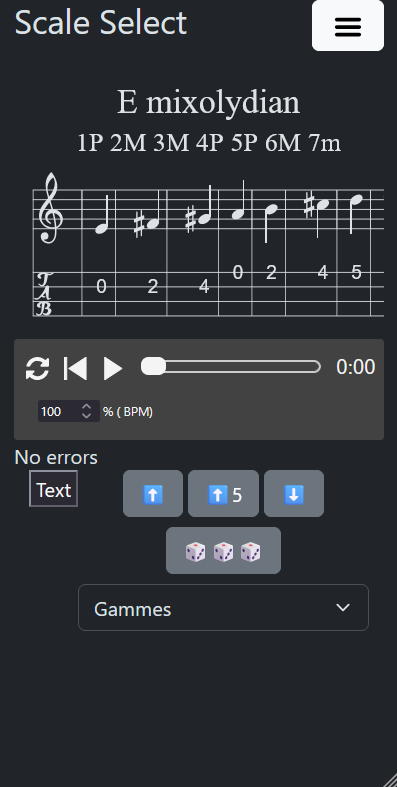 Scale Select
E mixolydian
1P 2M 3M 4P 5P 6M 7m
T A B 0 2 4 0 2 4 5
0:00
100 % ( BPM)
No errors
Text 5
Gammes